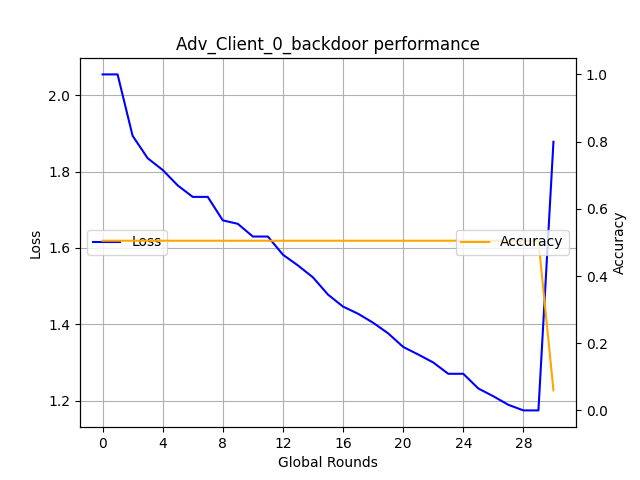 Adv_Client_0_backdoor performance
2.0
1.8
1.6
1.4
1.2
Loss
Loss
Accuracy
1.0
0.8
0.6
0.4
0.2
0.0
Accuracy
0 4 8 12 16 20 24 28
Global Rounds